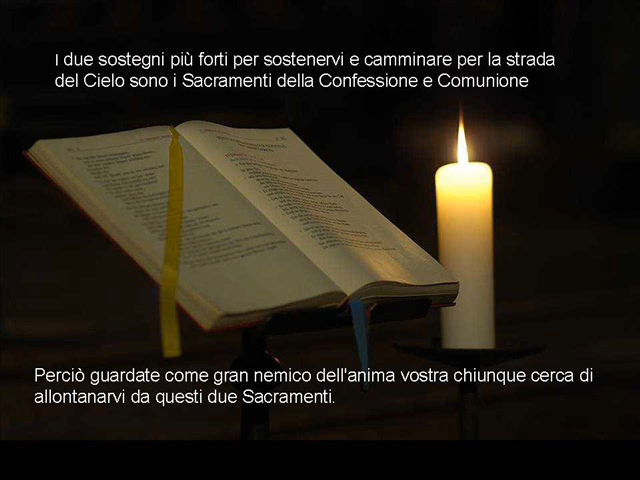 I due sostegni più forti per sostenervi e camminare per la strada
del Cielo sono i Sacramenti della Confessione e Comunione
Perciò guardate come gran nemico dell'anima vostra chiunque cerca di
allontanarvi da questi due Sacramenti.